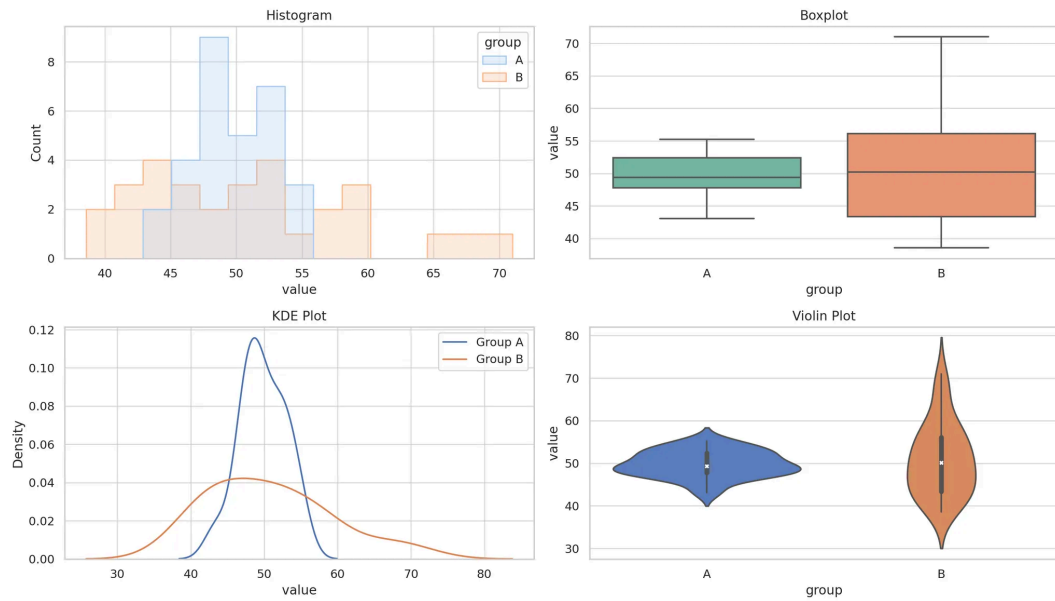 Histogram
group
A
B
8
6
4
2
0
Count
40
45
50
55
60
65
70
value
Boxplot
70
65
60
55
50
45
40
value
A
B
group
KDE Plot
Group A
Group B
0.12
0.10
0.08
0.06
0.04
0.02
0.00
Density
30
40
50
60
70
80
value
Violin Plot
80
70
60
50
40
30
value
A
B
group